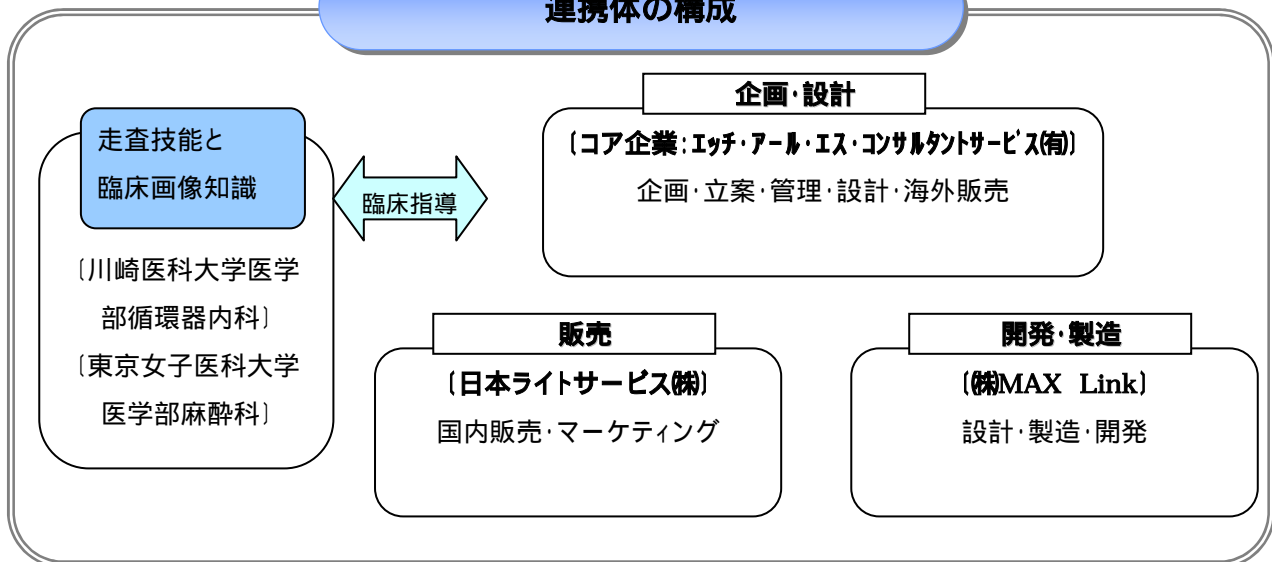 連携体の構成
走査技能と
臨床画像知識
〔川崎医科大学医学
部循環器内科〕
〔東京女子医科大学
医学部麻酔科〕
臨床指導
企画・設計
〔コア企業:エッチ・アール・エス・コンサルタントサービス㈲〕
企画・立案・管理・設計・海外販売
販売
〔日本ライトサービス㈱〕
国内販売・マーケティング
開発・製造
〔㈱MAX Link〕
設計・製造・開発